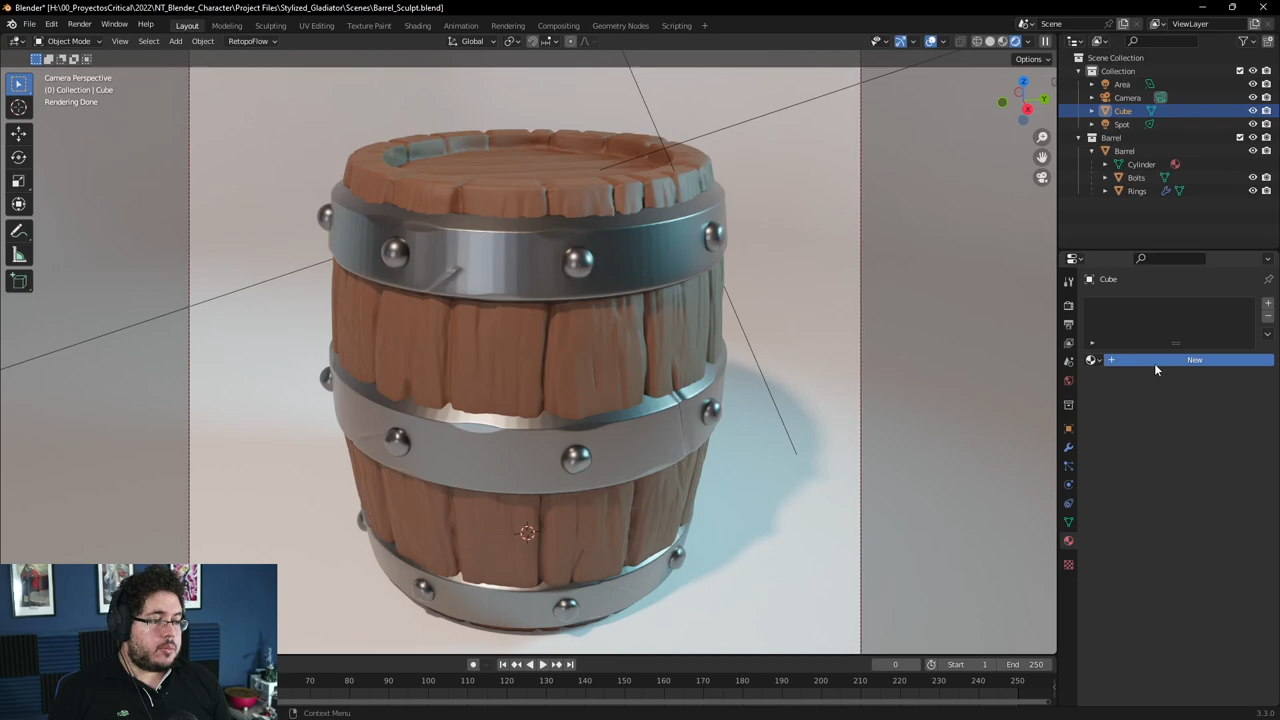 Blender* [H:\00_ProyectosCritical\2022\NT_Blender_Character\Project Files\Stylized_Gladiator\Scenes\Barrel_Sculpt.blend]
File Edit Render Window Help Layout Modeling Sculpting UV Editing Texture Paint Shading Animation Rendering Compositing Geometry Nodes Scripting + Scene ViewLayer
Object Mode View Select Add Object RetopoFlow Global
Options
Camera Perspective
(0) Collection | Cube
Rendering Done
Z
Y
X
Scene Collection
Collection
Area
Camera
Cube
Spot
Barrel
Barrel
Cylinder
Bolts
Rings
Cube
New
0 Start 1 End 250
70 80 90 100 110 120 130 140 150 160 170 180 190 200 210 220 230 240 250
Context Menu 3.3.0